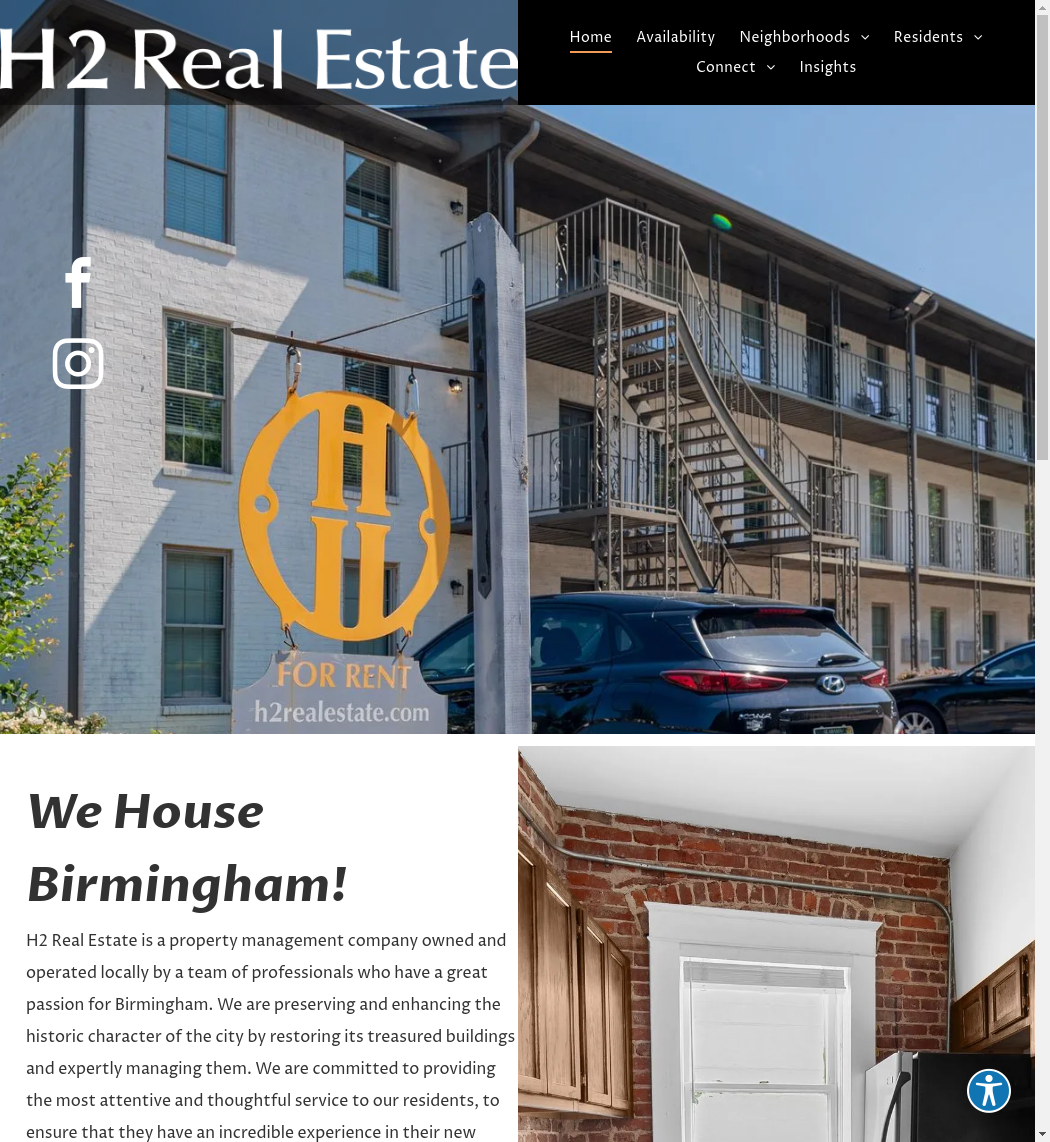 H2 Real Estate
Home Availability Neighborhoods Residents
Connect Insights
H
II
FOR RENT
h2realestate.com
We House
Birmingham!
H2 Real Estate is a property management company owned and
operated locally by a team of professionals who have a great
passion for Birmingham. We are preserving and enhancing the
historic character of the city by restoring its treasured buildings
and expertly managing them. We are committed to providing
the most attentive and thoughtful service to our residents, to
ensure that they have an incredible experience in their new